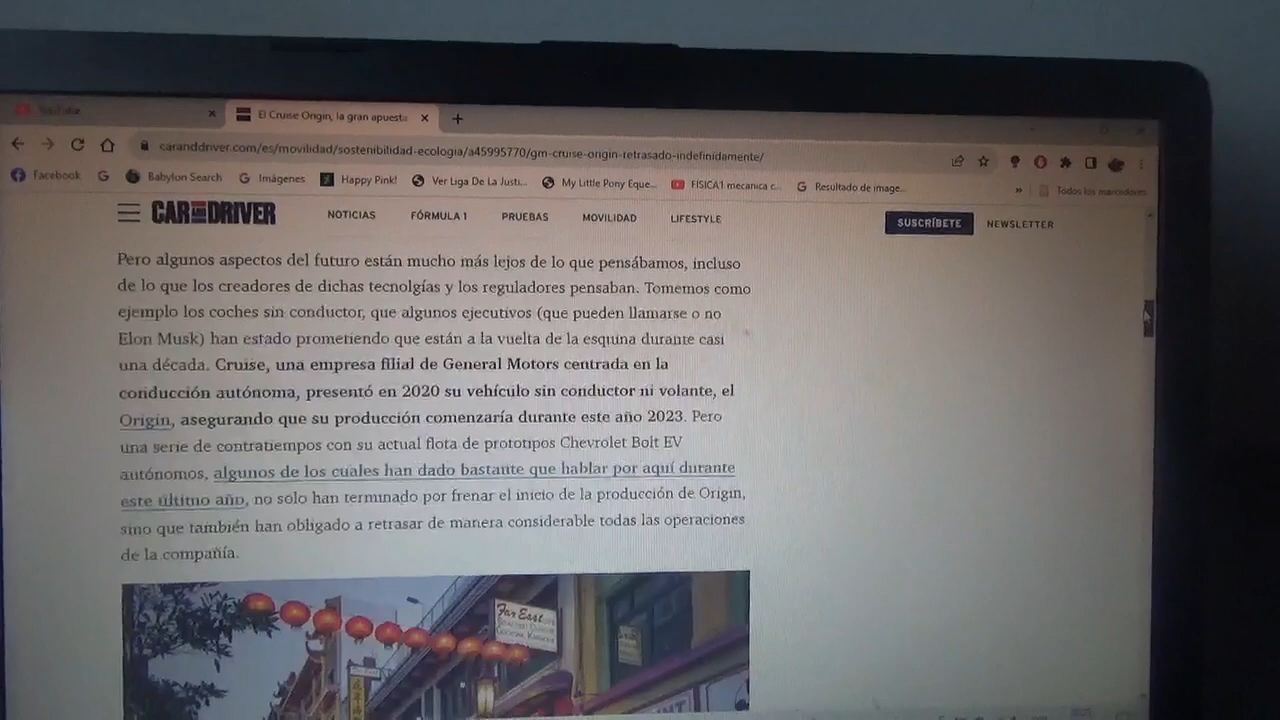 YouTube
El Cruise Origin, la gran apuesta
caranddriver.com/es/movilidad/sostenibilidad-ecologia/a45995770/gm-cruise-origin-retrasado-indefinidamente/
Facebook
Babylon Search
Imágenes
Happy Pink!
Ver Liga De La Justi...
My Little Pony Eque...
FISICA1 mecanica c...
Resultado de image...
»
Todos los marcadores
CAR AND DRIVER
NOTICIAS
FÓRMULA 1
PRUEBAS
MOVILIDAD
LIFESTYLE
SUSCRÍBETE
NEWSLETTER
Pero algunos aspectos del futuro están mucho más lejos de lo que pensábamos, incluso
de lo que los creadores de dichas tecnolgías y los reguladores pensaban. Tomemos como
ejemplo los coches sin conductor, que algunos ejecutivos (que pueden llamarse o no
Elon Musk) han estado prometiendo que están a la vuelta de la esquina durante casi
una década. Cruise, una empresa filial de General Motors centrada en la
conducción autónoma, presentó en 2020 su vehículo sin conductor ni volante, el
Origin, asegurando que su producción comenzaría durante este año 2023. Pero
una serie de contratiempos con su actual flota de prototipos Chevrolet Bolt EV
autónomos, algunos de los cuales han dado bastante que hablar por aquí durante
este último año, no solo han terminado por frenar el inicio de la producción de Origin,
sino que también han obligado a retrasar de manera considerable todas las operaciones
de la compañía.
Far East